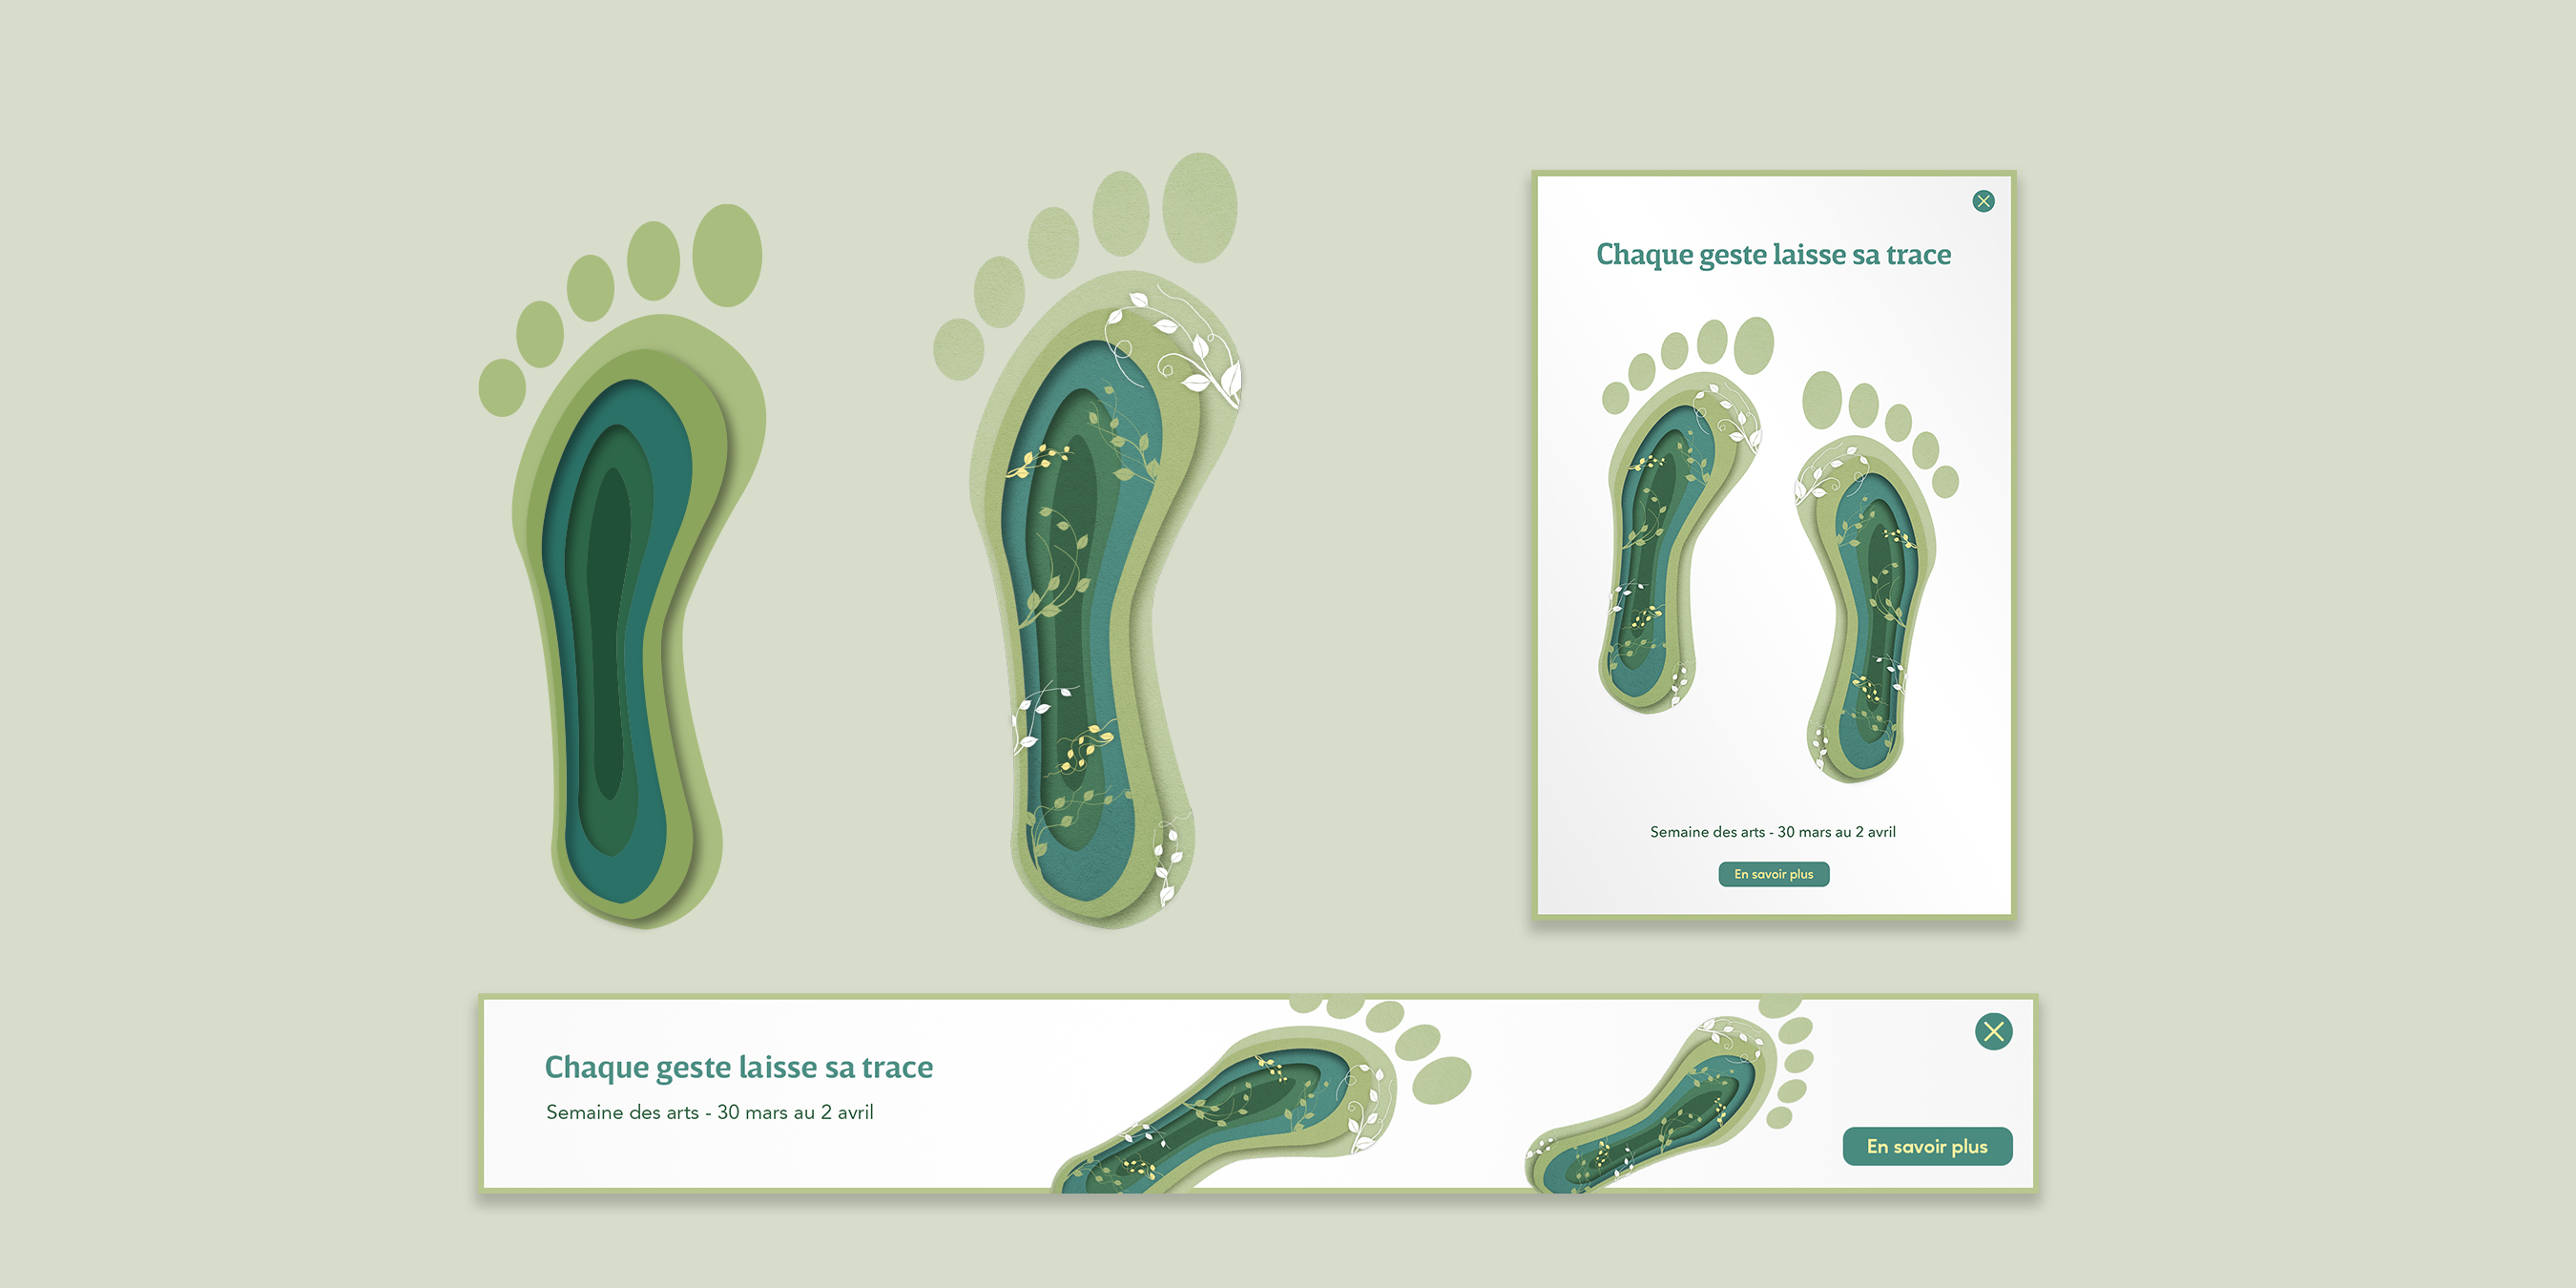 Chaque geste laisse sa trace
Semaine des arts - 30 mars au 2 avril
En savoir plus
Chaque geste laisse sa trace
Semaine des arts - 30 mars au 2 avril
En savoir plus